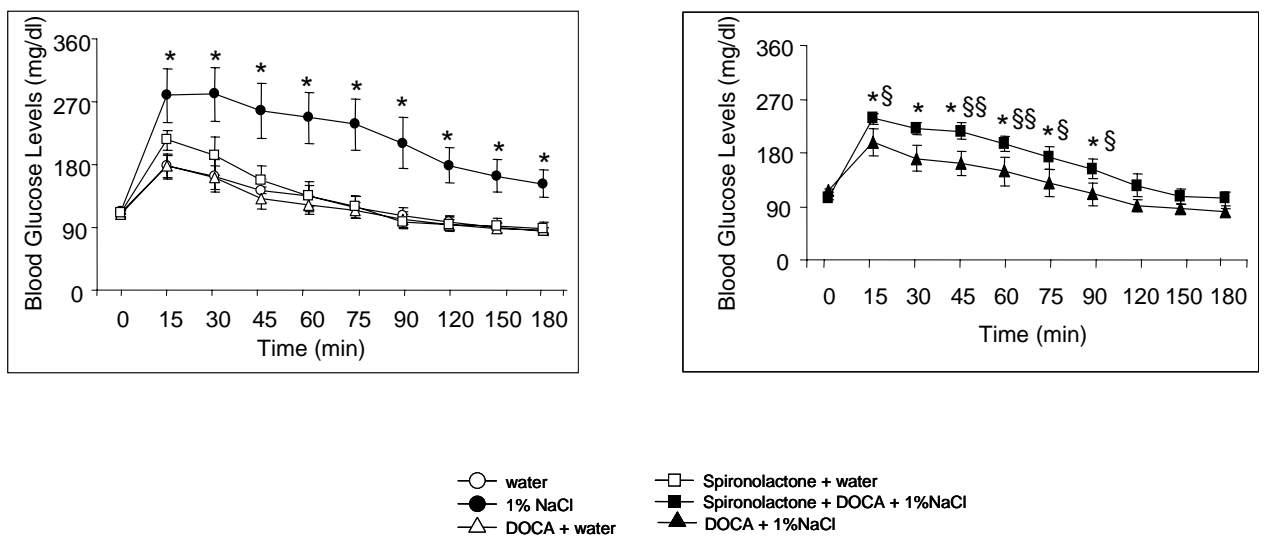 Blood Glucose Levels (mg/dl)
360
270
180
90
0
* * * * * * * * *
0 15 30 45 60 75 90 120 150 180
Time (min)
Blood Glucose Levels (mg/dl)
360
270
180
90
0
*§ * *§§ *§§ *§ *§
0 15 30 45 60 75 90 120 150 180
Time (min)
water
1% NaCl
DOCA + water
Spironolactone + water
Spironolactone + DOCA + 1%NaCl
DOCA + 1%NaCl